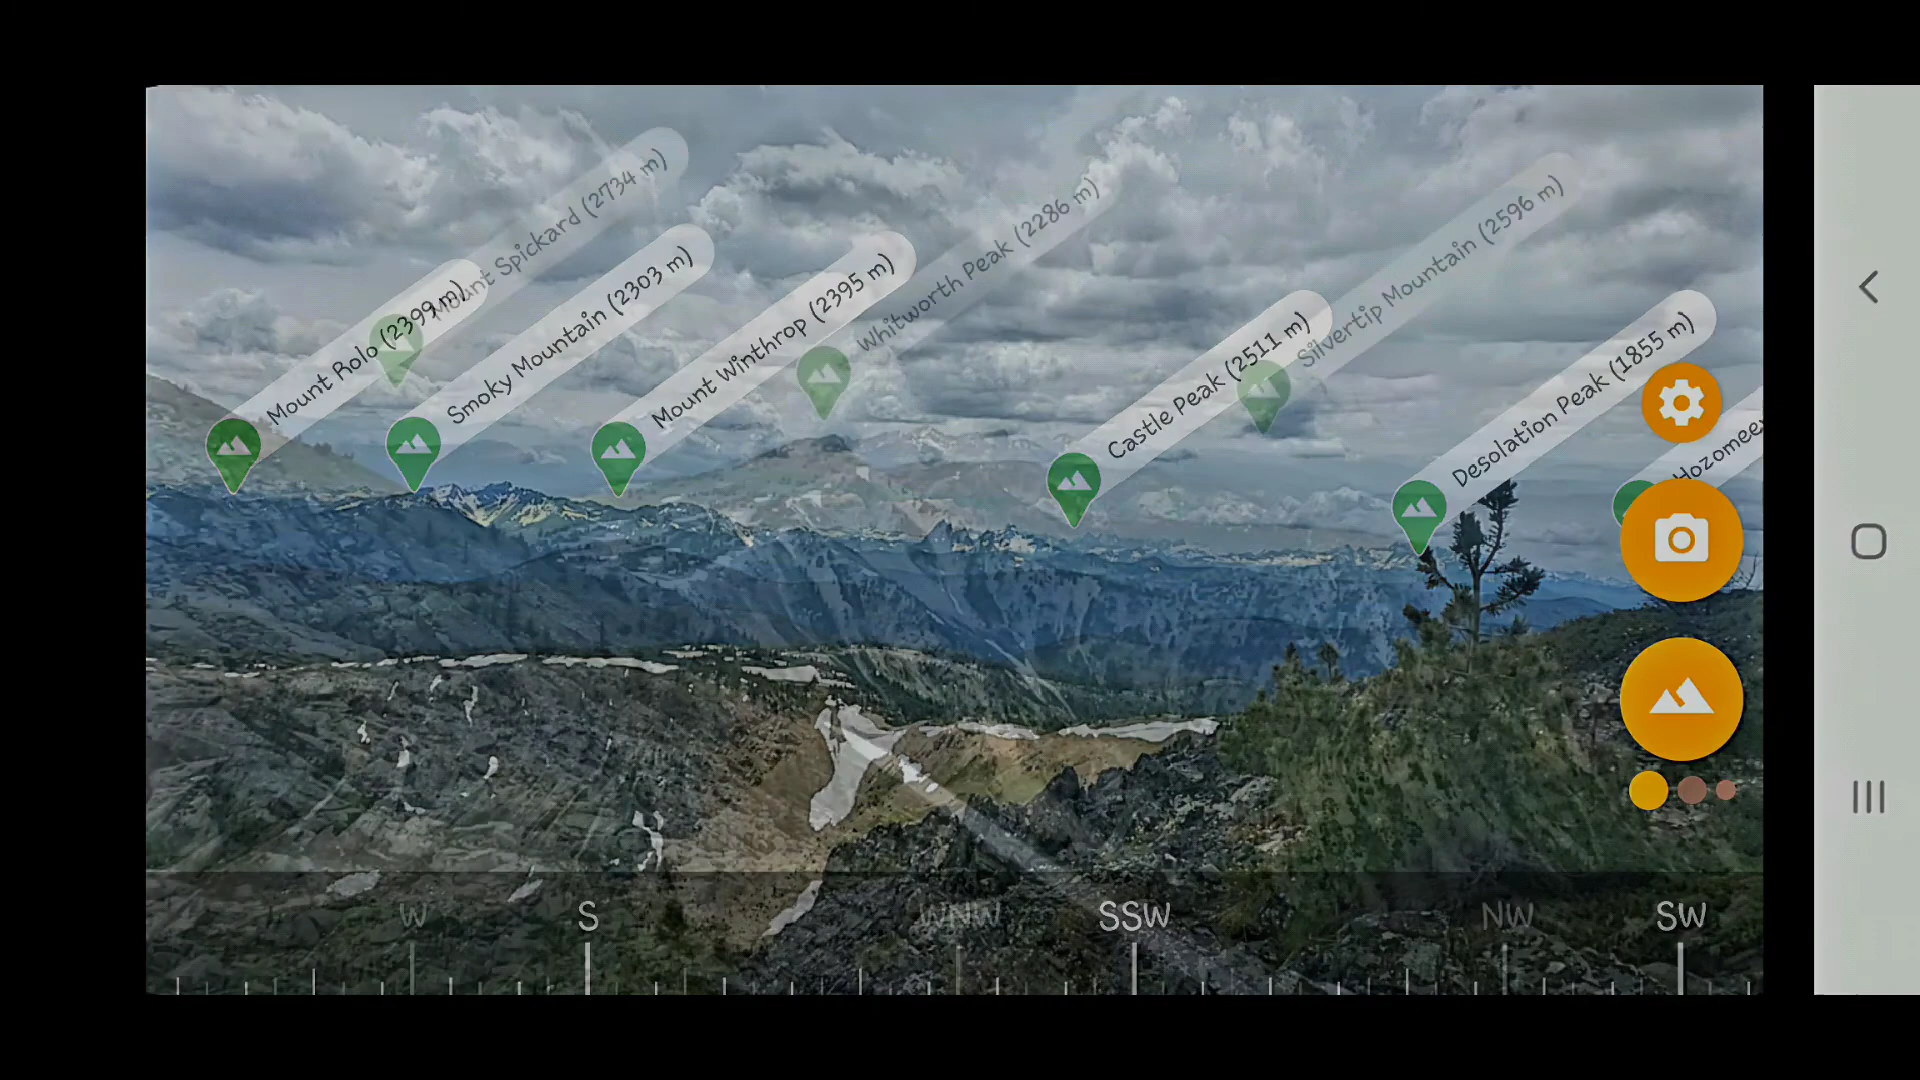 Mount Spickard (2734 m)
Mount Rolo (2399 m)
Smoky Mountain (2303 m)
Mount Winthrop (2395 m)
Whitworth Peak (2286 m)
Castle Peak (2511 m)
Silvertip Mountain (2596 m)
Desolation Peak (1855 m)
W S WNW SSW NW SW